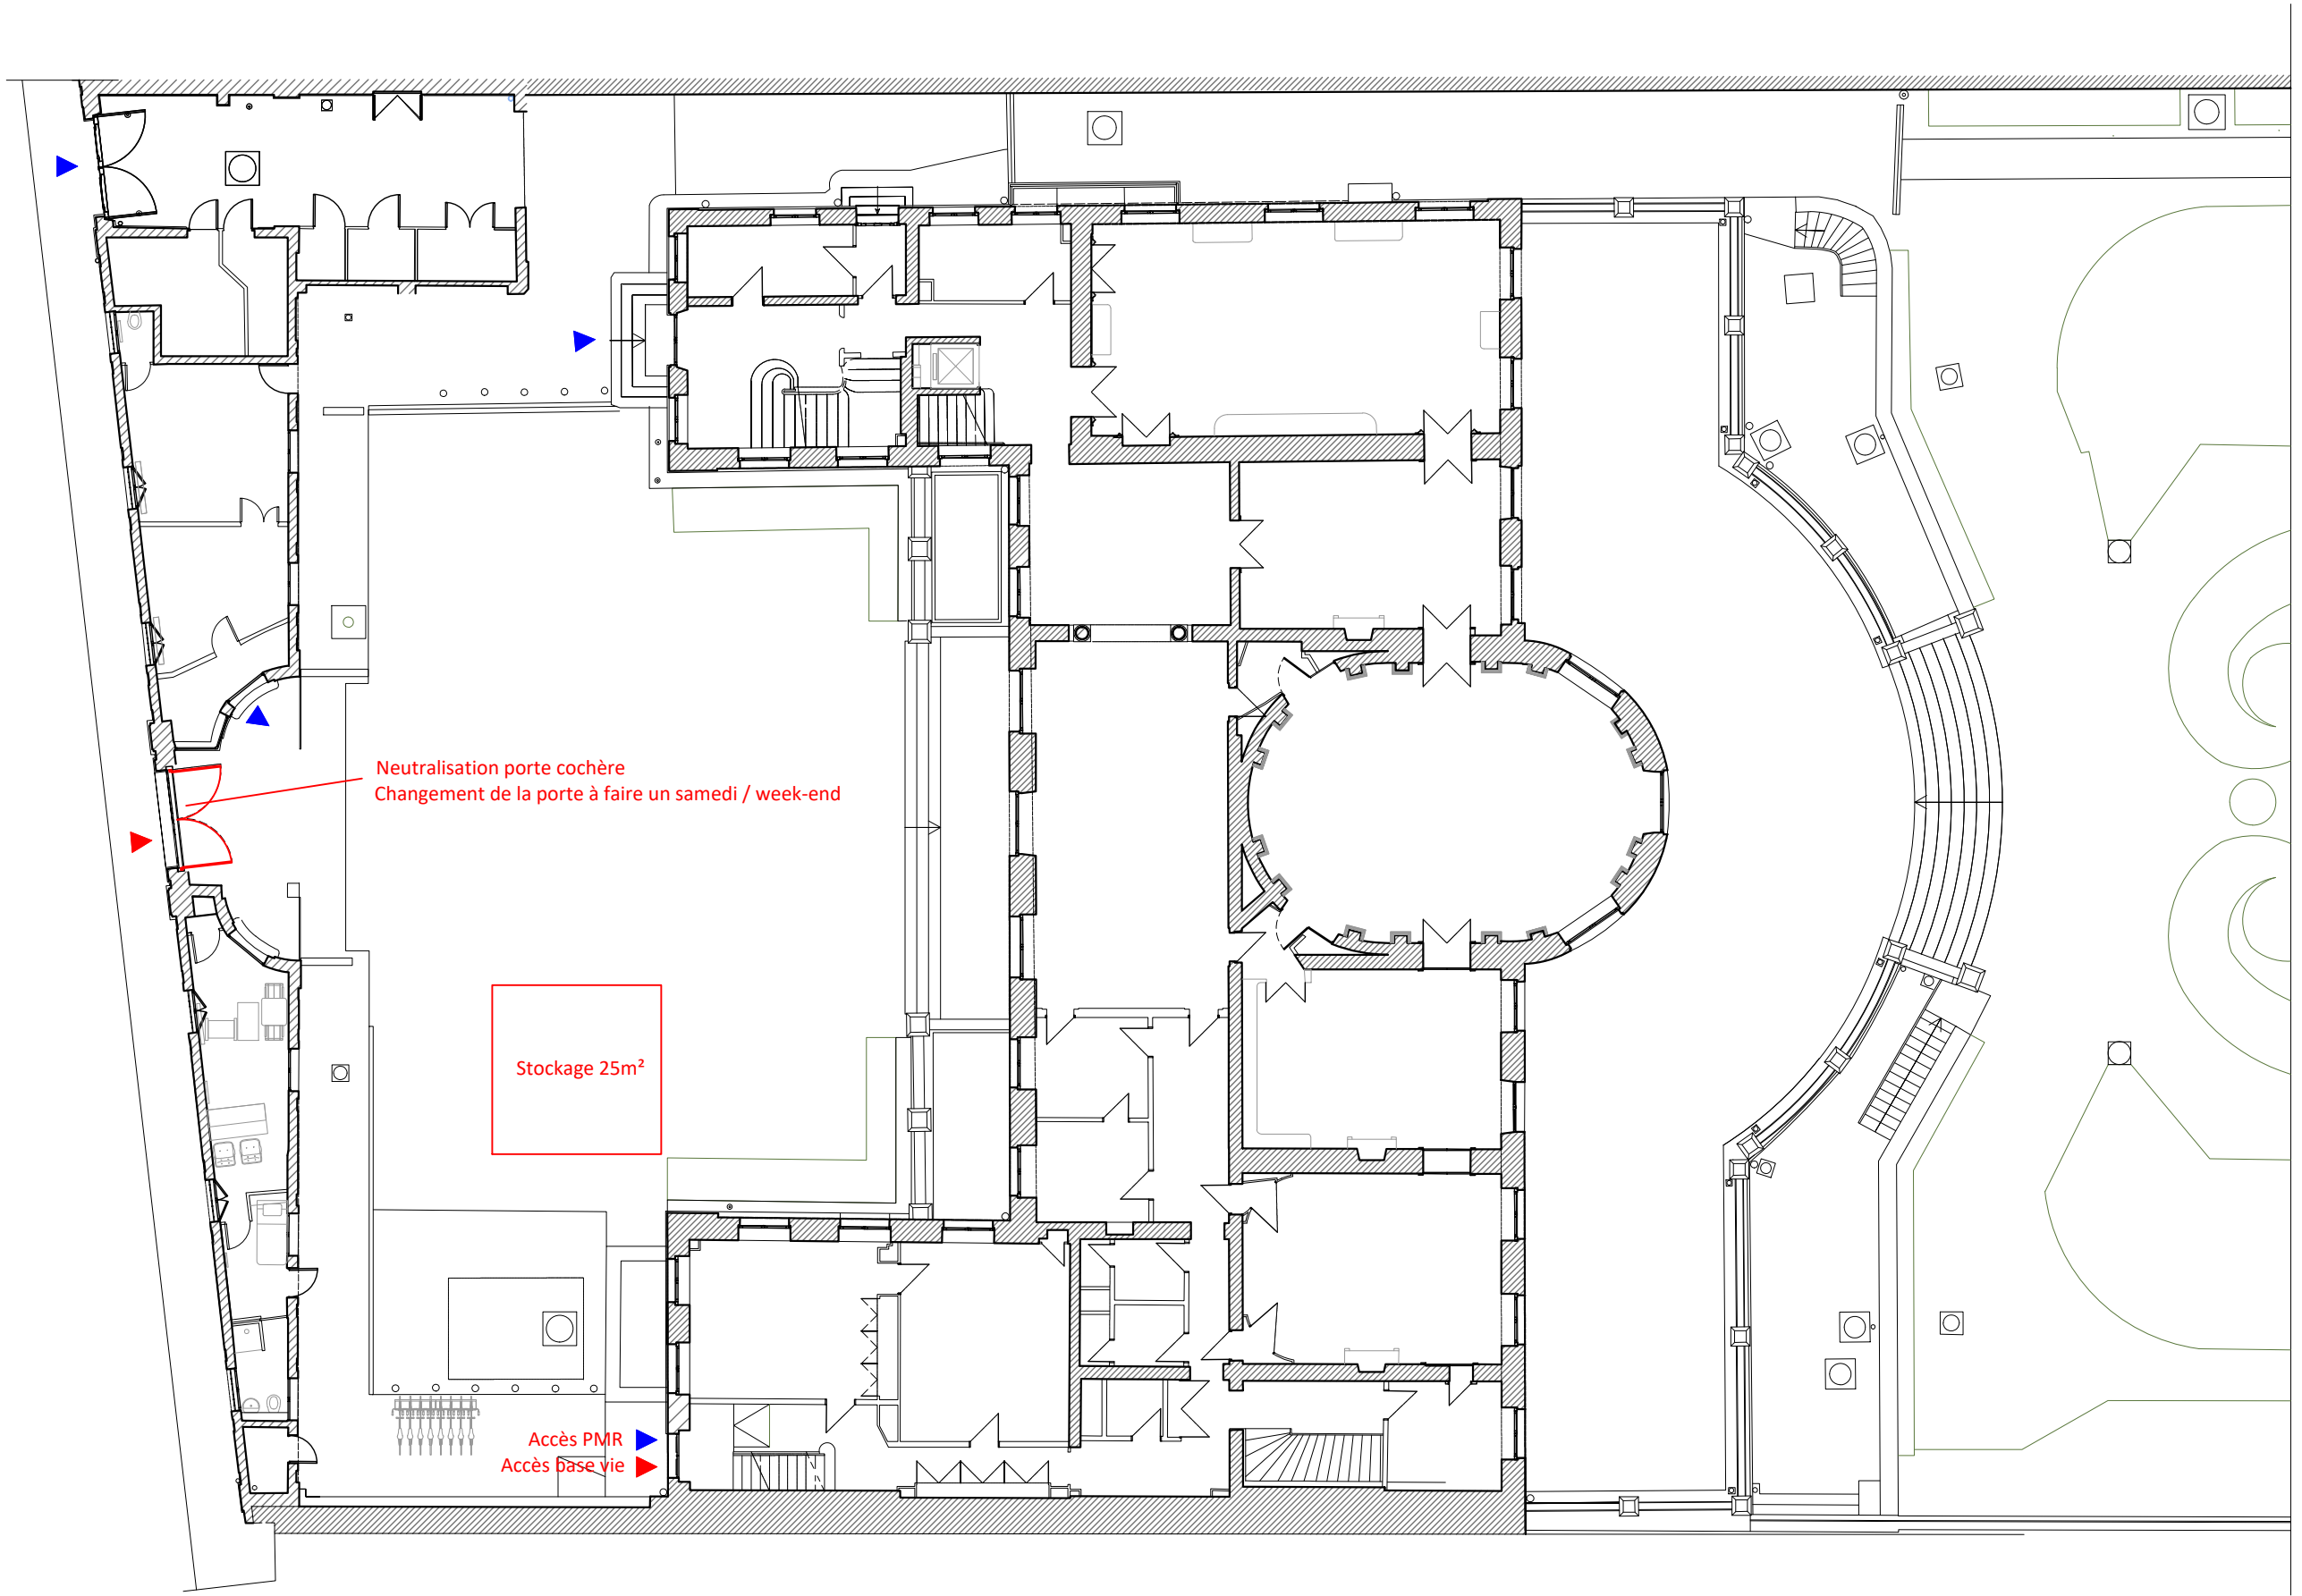 Neutralisation porte cochère
Changement de la porte à faire un samedi / week-end
Stockage 25m²
Accès PMR
Accès base vie